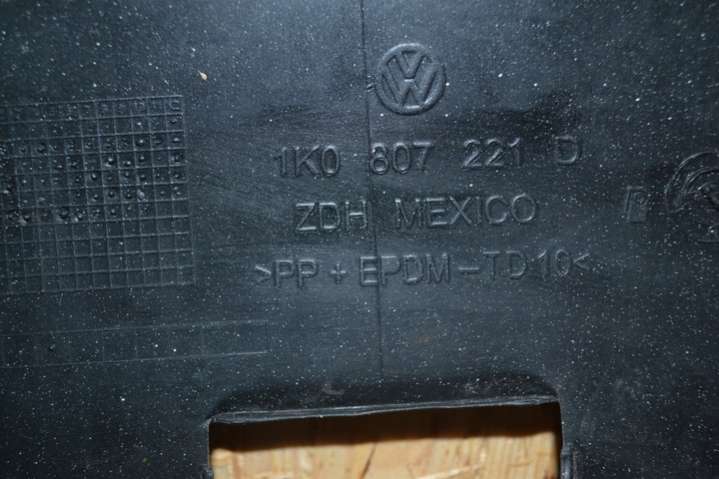 1K0 807 221 D
ZDH MEXICO
>PP + EPDM-TD10<